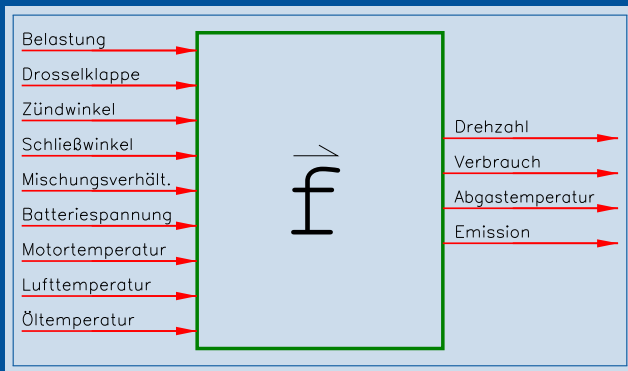 Belastung
Drosselklappe
Zündwinkel
Schließwinkel
Mischungsverhält.
Batteriespannung
Motortemperatur
Lufttemperatur
Öltemperatur
f
Drehzahl
Verbrauch
Abgastemperatur
Emission